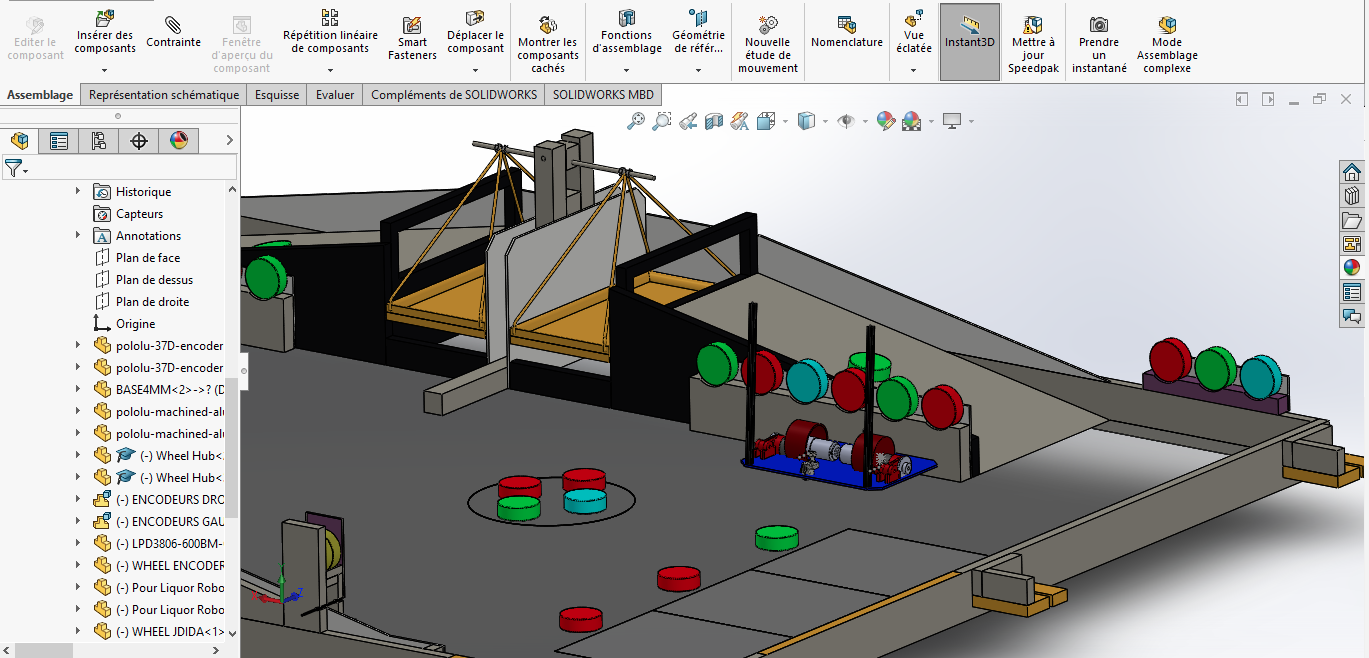 Editer le
composant
Insérer des
composants
Contrainte
Fenêtre
d'aperçu du
composant
Répétition linéaire
de composants
Smart
Fasteners
Déplacer le
composant
Montrer les
composants
cachés
Fonctions
d'assemblage
Géométrie
de référ...
Nouvelle
étude de
mouvement
Nomenclature
Vue
éclatée
Instant3D
Mettre à
jour
Speedpak
Prendre
un
instantané
Mode
Assemblage
complexe
Assemblage
Représentation schématique
Esquisse
Evaluer
Compléments de SOLIDWORKS
SOLIDWORKS MBD
Historique
Capteurs
Annotations
Plan de face
Plan de dessus
Plan de droite
Origine
pololu-37D-encoder
pololu-37D-encoder
BASE4MM<2>->? (D
pololu-machined-alu
pololu-machined-alu
(-) Wheel Hub<
(-) Wheel Hub<
(-) ENCODEURS DRO
(-) ENCODEURS GAU
(-) LPD3806-600BM-
(-) WHEEL ENCODER
(-) Pour Liquor Robo
(-) Pour Liquor Robo
(-) WHEEL JDIDA<1>
Z